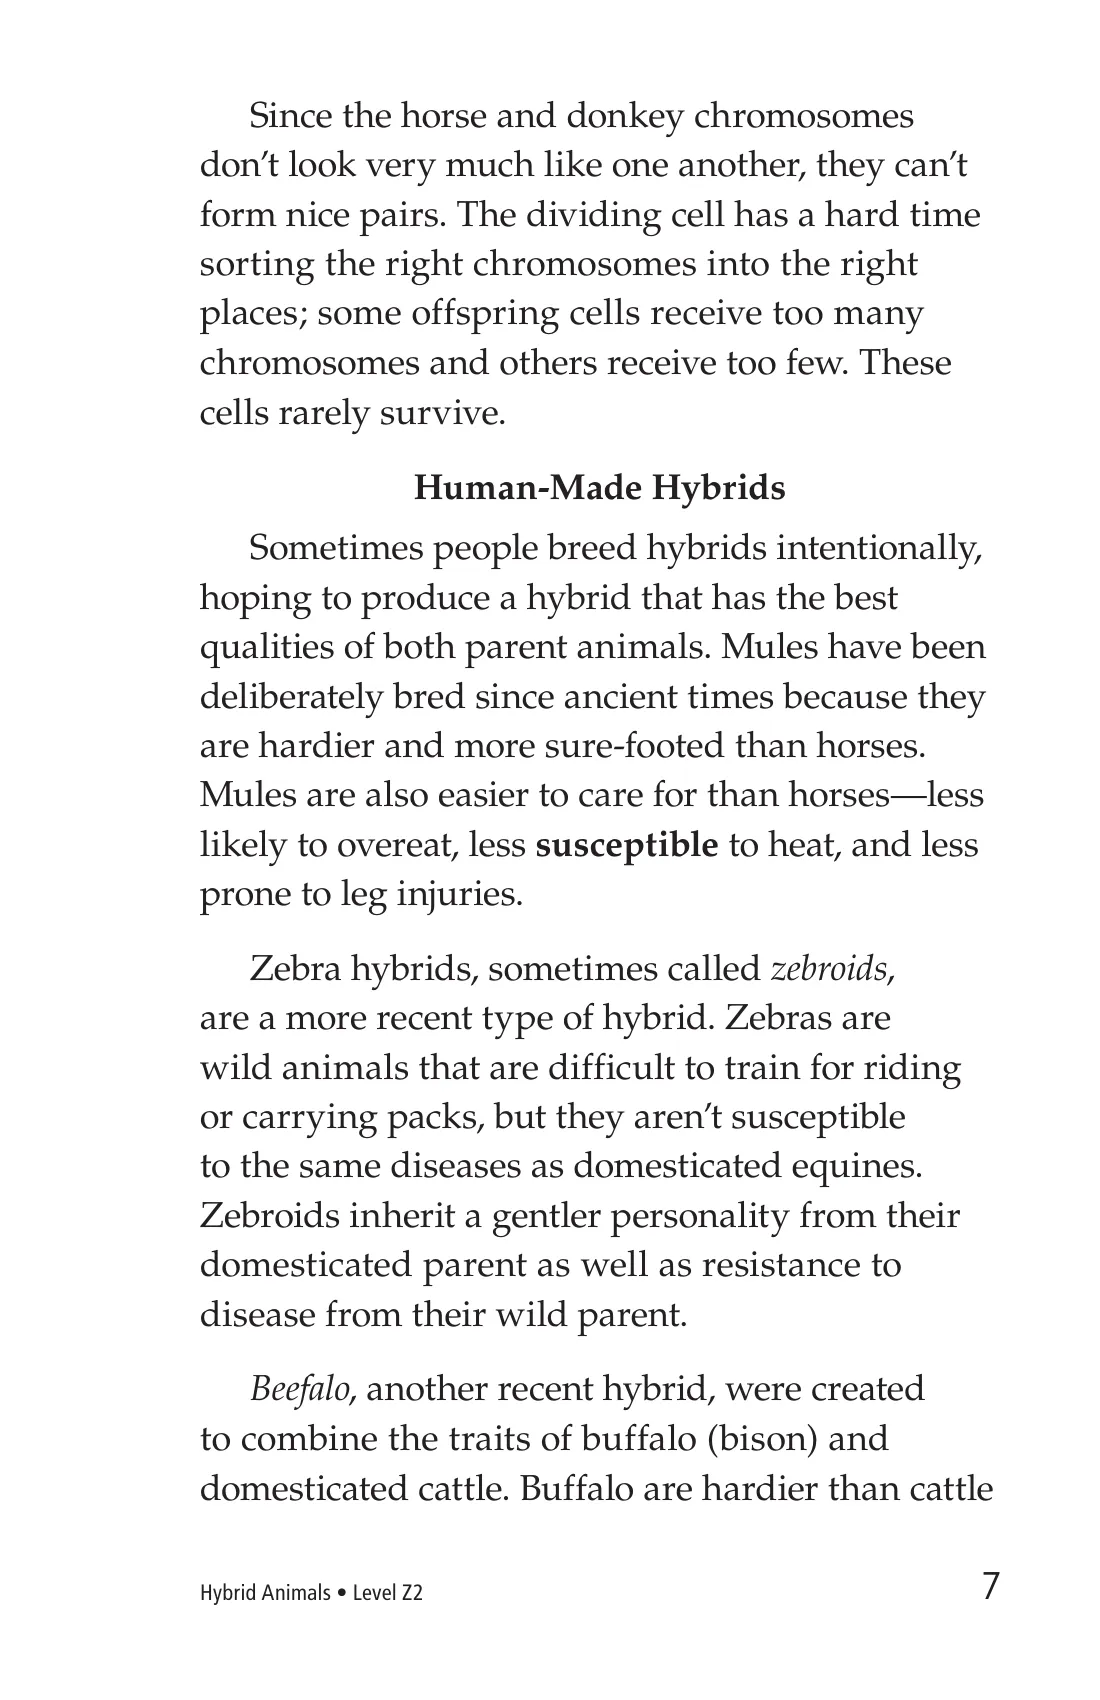 Since the horse and donkey chromosomes
don’t look very much like one another, they can’t
form nice pairs. The dividing cell has a hard time
sorting the right chromosomes into the right
places; some offspring cells receive too many
chromosomes and others receive too few. These
cells rarely survive.
Human-Made Hybrids
Sometimes people breed hybrids intentionally,
hoping to produce a hybrid that has the best
qualities of both parent animals. Mules have been
deliberately bred since ancient times because they
are hardier and more sure-footed than horses.
Mules are also easier to care for than horses—less
likely to overeat, less susceptible to heat, and less
prone to leg injuries.
Zebra hybrids, sometimes called zebroids,
are a more recent type of hybrid. Zebras are
wild animals that are difficult to train for riding
or carrying packs, but they aren’t susceptible
to the same diseases as domesticated equines.
Zebroids inherit a gentler personality from their
domesticated parent as well as resistance to
disease from their wild parent.
Beefalo, another recent hybrid, were created
to combine the traits of buffalo (bison) and
domesticated cattle. Buffalo are hardier than cattle
Hybrid Animals • Level Z2
7